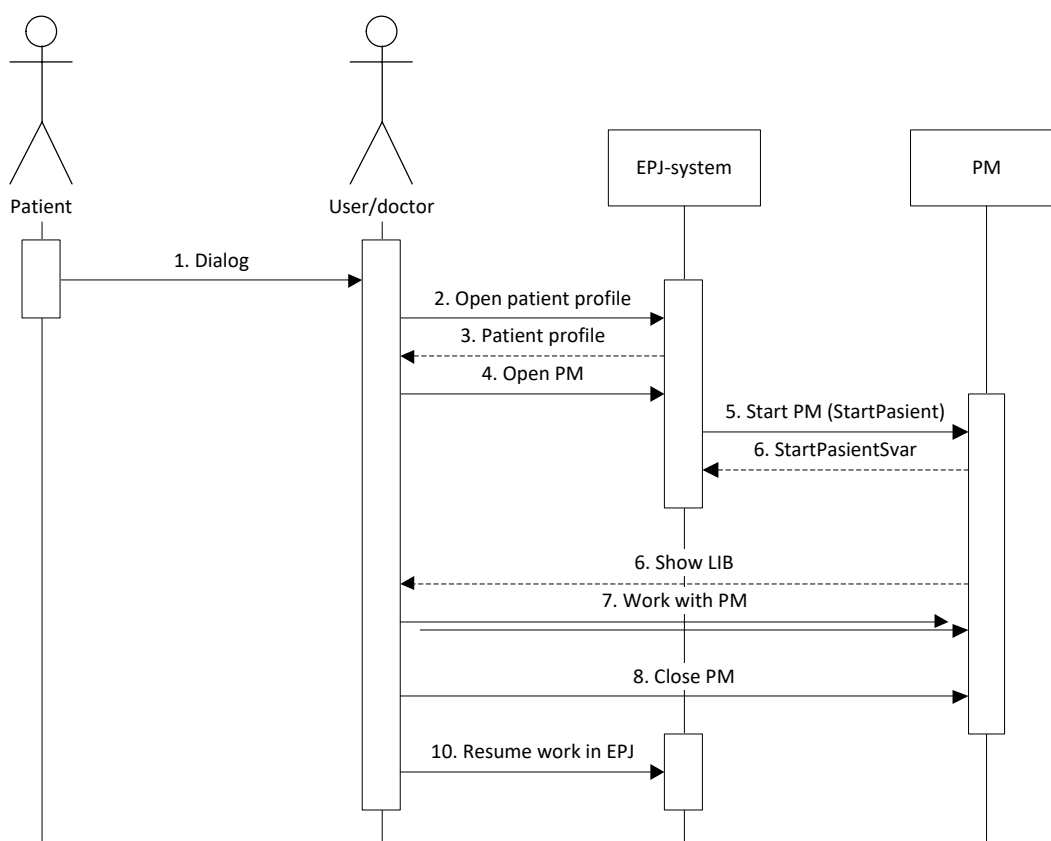 EPJ-system
PM
Patient
User/doctor
1. Dialog
2. Open patient profile
3. Patient profile
4. Open PM
5. Start PM (StartPasient)
6. StartPasientSvar
6. Show LIB
7. Work with PM
8. Close PM
10. Resume work in EPJ